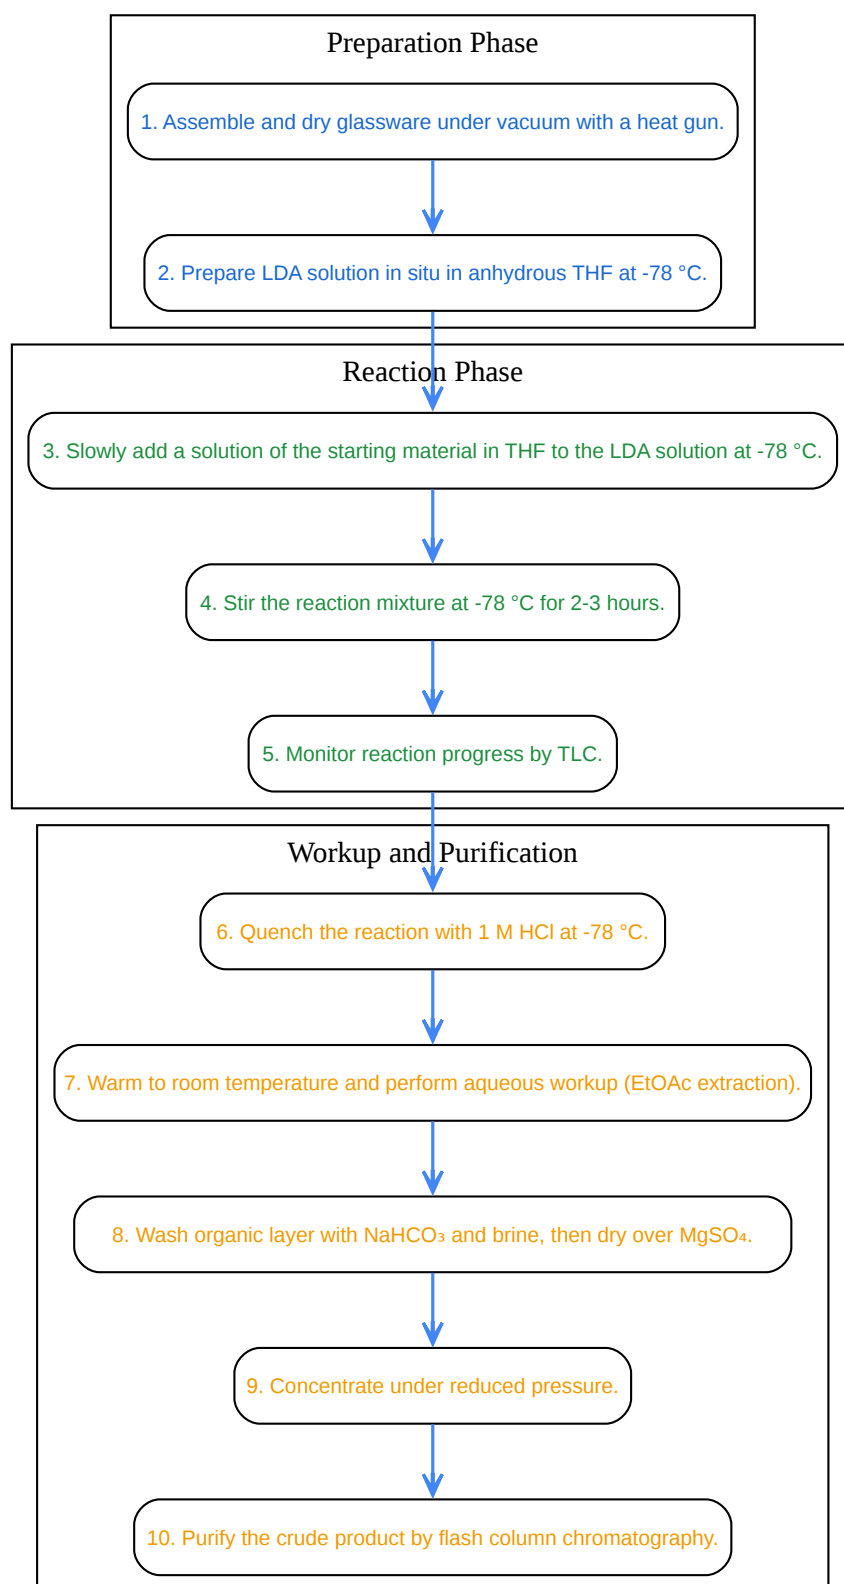 Preparation Phase
1. Assemble and dry glassware under vacuum with a heat gun.
2. Prepare LDA solution in situ in anhydrous THF at -78 °C.
Reaction Phase
3. Slowly add a solution of the starting material in THF to the LDA solution at -78 °C.
4. Stir the reaction mixture at -78 °C for 2-3 hours.
5. Monitor reaction progress by TLC.
Workup and Purification
6. Quench the reaction with 1 M HCl at -78 °C.
7. Warm to room temperature and perform aqueous workup (EtOAc extraction).
8. Wash organic layer with NaHCO₃ and brine, then dry over MgSO₄.
9. Concentrate under reduced pressure.
10. Purify the crude product by flash column chromatography.